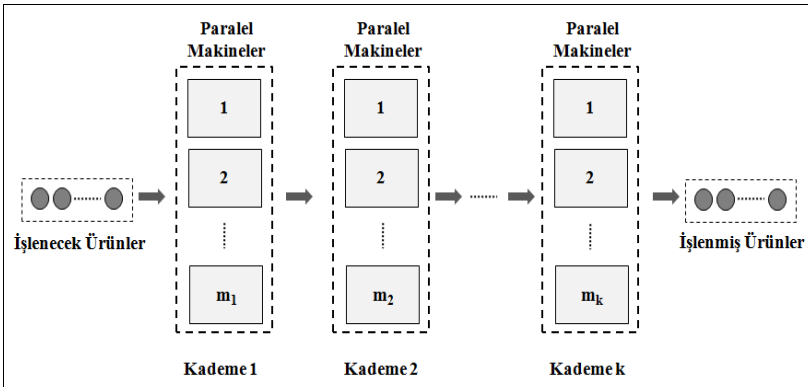 Paralel Makineler
Paralel Makineler
Paralel Makineler
1
1
1
2
2
2
m1
m2
mk
İşlenecek Ürünler
İşlenmiş Ürünler
Kademe 1
Kademe 2
Kademe k